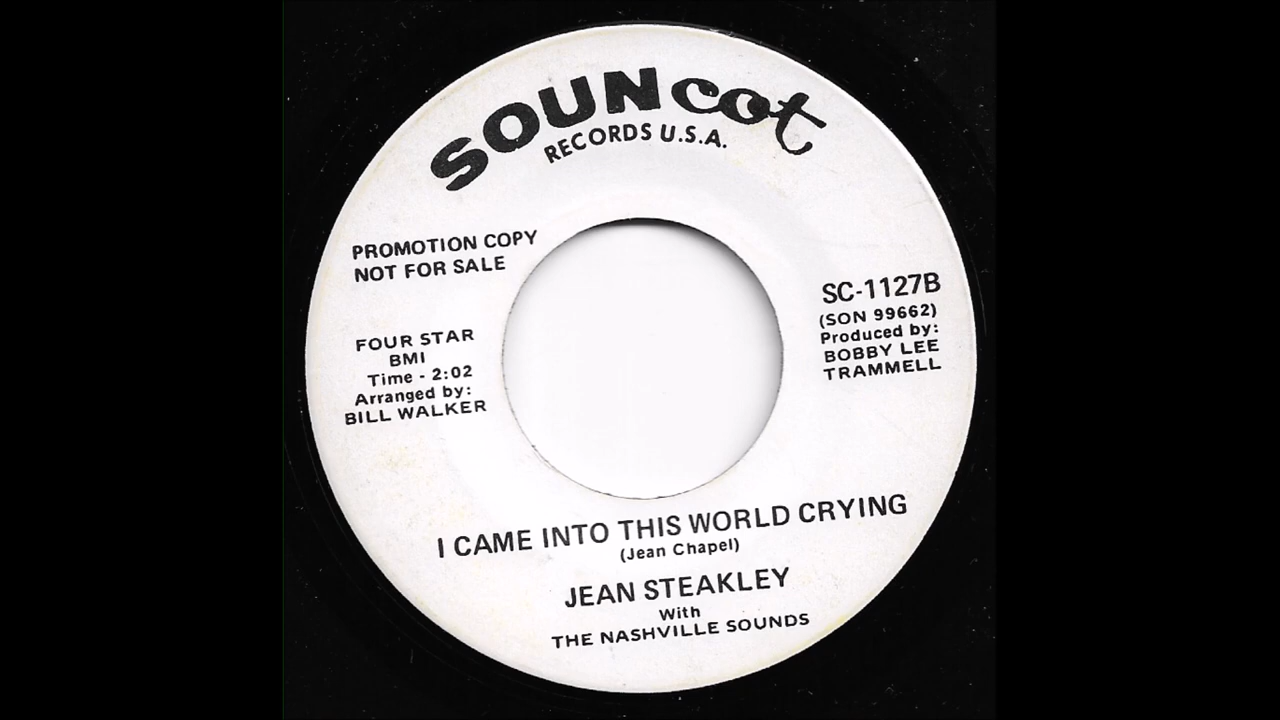 SOUNcot
RECORDS U.S.A.
PROMOTION COPY
NOT FOR SALE
FOUR STAR
BMI
Time - 2:02
Arranged by:
BILL WALKER
SC-1127B
(SON 99662)
Produced by:
BOBBY LEE
TRAMMELL
I CAME INTO THIS WORLD CRYING
(Jean Chapel)
JEAN STEAKLEY
With
THE NASHVILLE SOUNDS